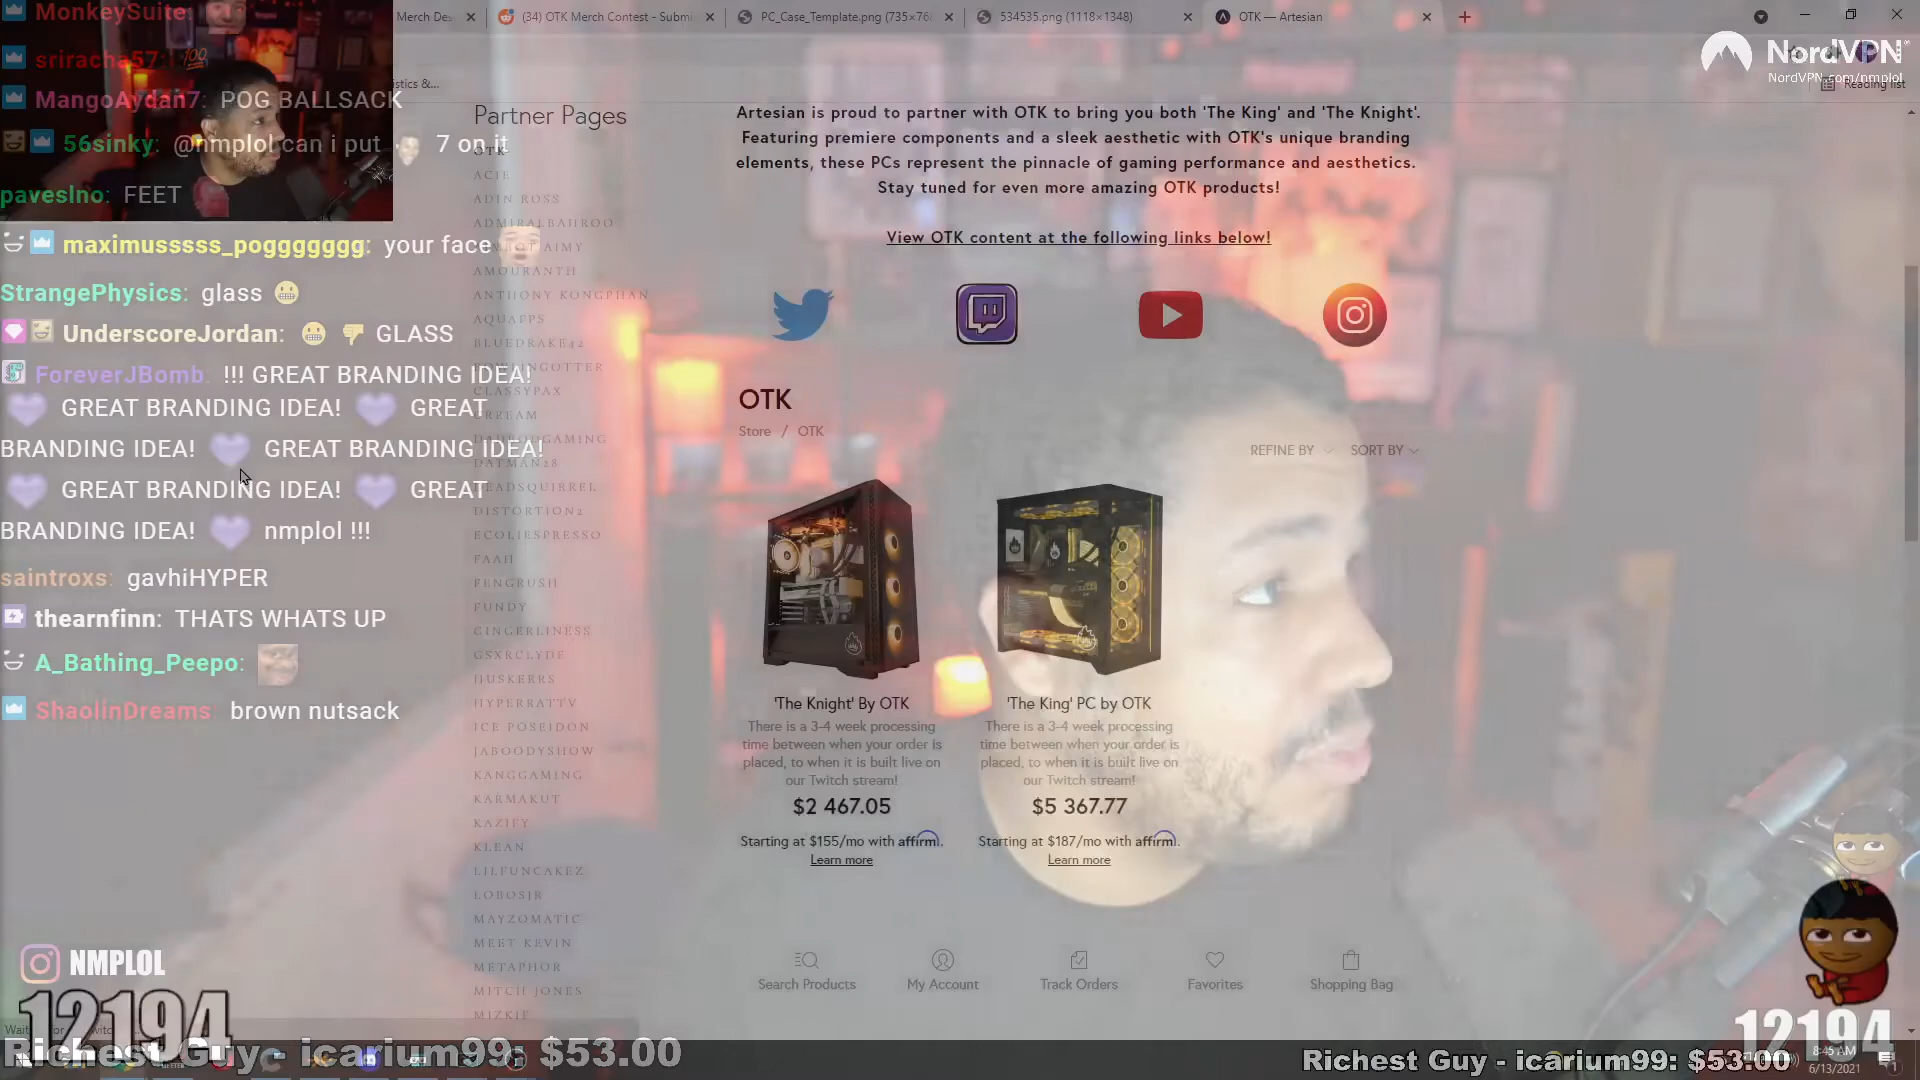 Merch De
(34) OTK Merch Contest - Submi
PC_Case_Template.png (735×76
534535.png (1118×1348)
OTK — Artesian
NordVPN
NordVPN.com/nmplol
Reading list
istics &...
MonkeySuite:
sriracha57: 100
MangoAydan7: POG BALLSACK
56sinky: @nmplol can i put 7 on it
paveslno: FEET
maximusssss_poggggggg: your face
StrangePhysics: glass
UnderscoreJordan: GLASS
ForeverJBomb: !!! GREAT BRANDING IDEA!
GREAT BRANDING IDEA! GREAT
BRANDING IDEA! GREAT BRANDING IDEA!
GREAT BRANDING IDEA! GREAT
BRANDING IDEA! nmplol !!!
saintroxs: gavhiHYPER
thearnfinn: THATS WHATS UP
A_Bathing_Peepo:
ShaolinDreams: brown nutsack
Partner Pages
OTK
ACIE
ADIN ROSS
ADMIRALBAHROO
AIMY
AMOURANTH
ANTHONY KONGPHAN
AQUAFPS
BLUEDRAKE42
CLASSYPAX
DADBODGAMING
DATMAN28
DEADSQUIRREL
DISTORTION2
ECOLIESPRESSO
FAAH
FENGRUSH
FUNDY
GINGERLINESS
GSXRCLYDE
HUSKERRS
HYPERRATTV
ICE POSEIDON
JABOODYSHOW
KANGGAMING
KARMAKUT
KAZIFY
KLEAN
LILFUNCAKEZ
LOBOSJR
MAYZOMATIC
MEET KEVIN
METAPHOR
MITCH JONES
MIZKIF
Artesian is proud to partner with OTK to bring you both 'The King' and 'The Knight'.
Featuring premiere components and a sleek aesthetic with OTK's unique branding
elements, these PCs represent the pinnacle of gaming performance and aesthetics.
Stay tuned for even more amazing OTK products!
View OTK content at the following links below!
OTK
Store / OTK
REFINE BY
SORT BY
'The Knight' By OTK
There is a 3-4 week processing
time between when your order is
placed, to when it is built live on
our Twitch stream!
$2 467.05
Starting at $155/mo with affirm.
Learn more
'The King' PC by OTK
There is a 3-4 week processing
time between when your order is
placed, to when it is built live on
our Twitch stream!
$5 367.77
Starting at $187/mo with affirm.
Learn more
Search Products
My Account
Track Orders
Favorites
Shopping Bag
NMPLOL
12194
Richest Guy - icarium99: $53.00
12194
Richest Guy - icarium99: $53.00
8:45 AM
6/13/2021